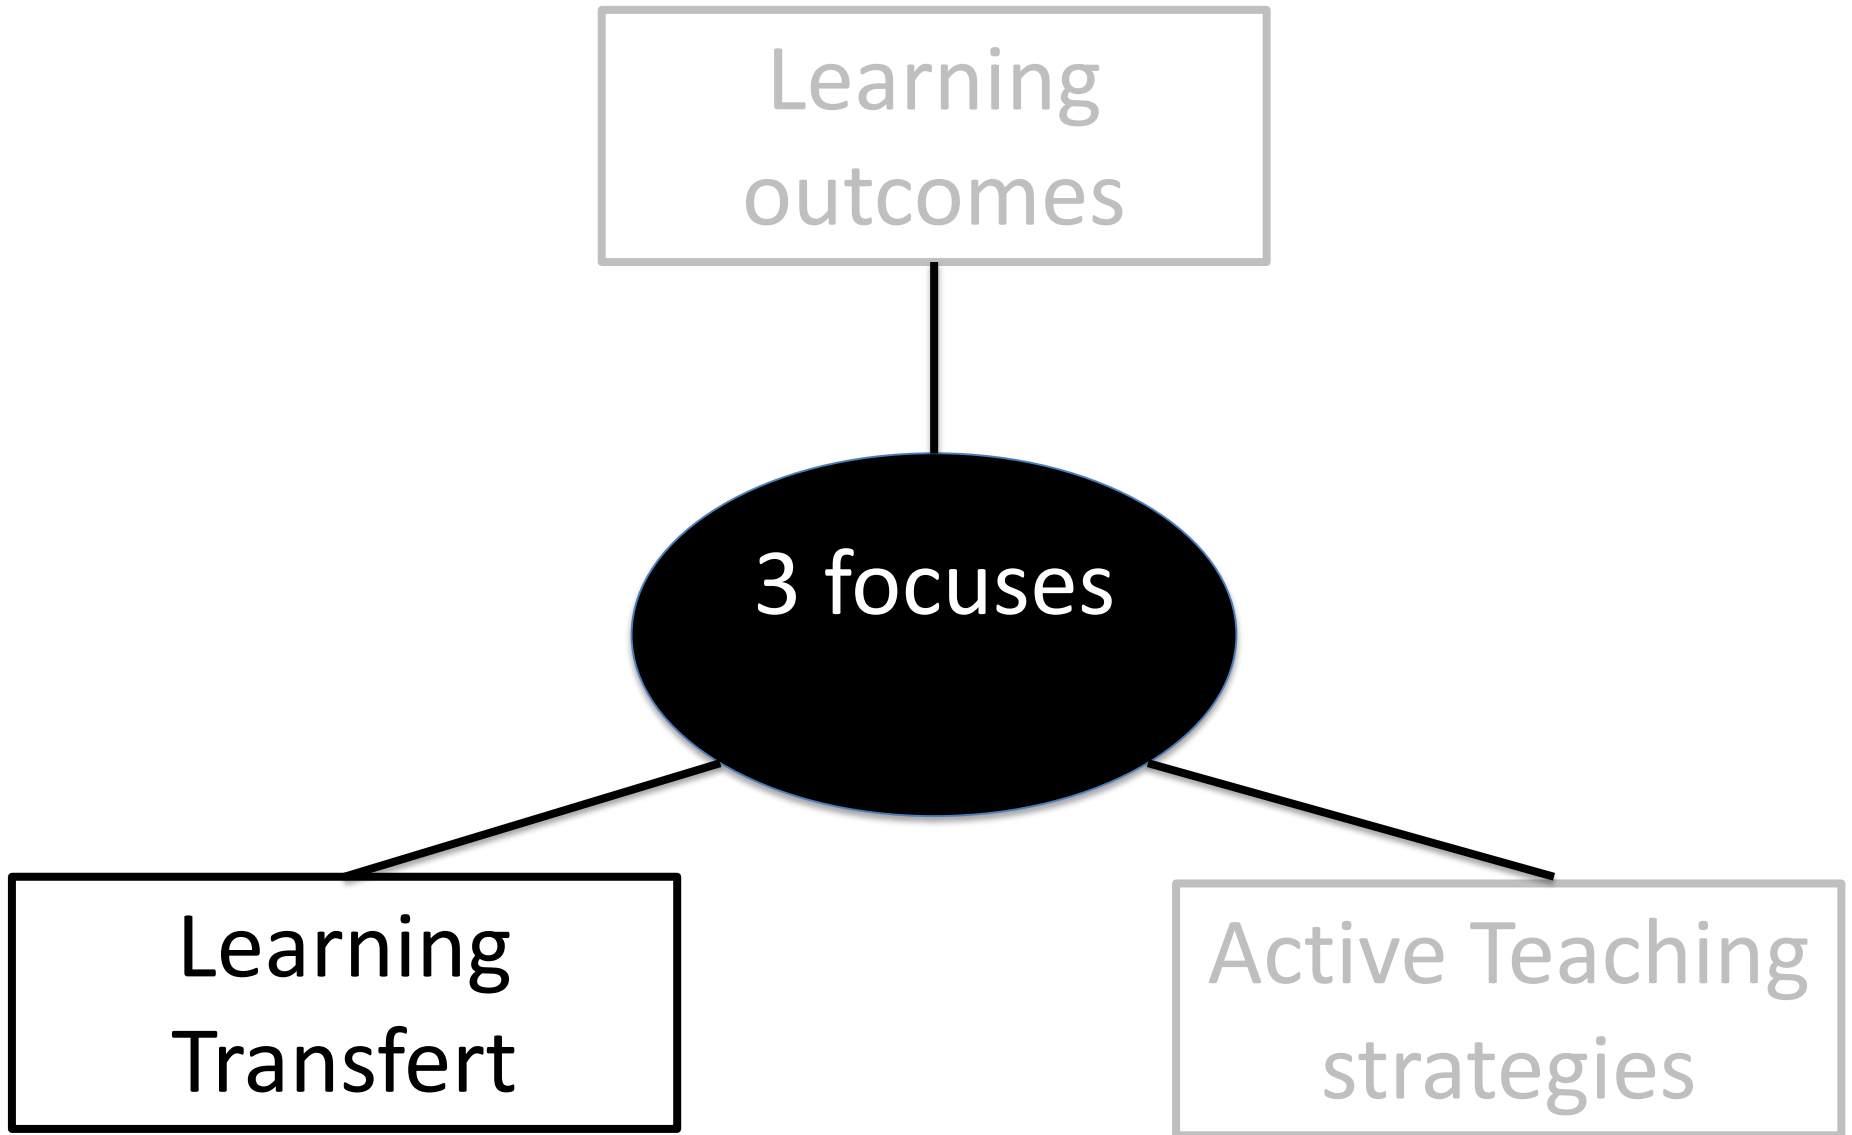 Learning
outcomes
3 focuses
Learning
Transfert
Active Teaching
strategies